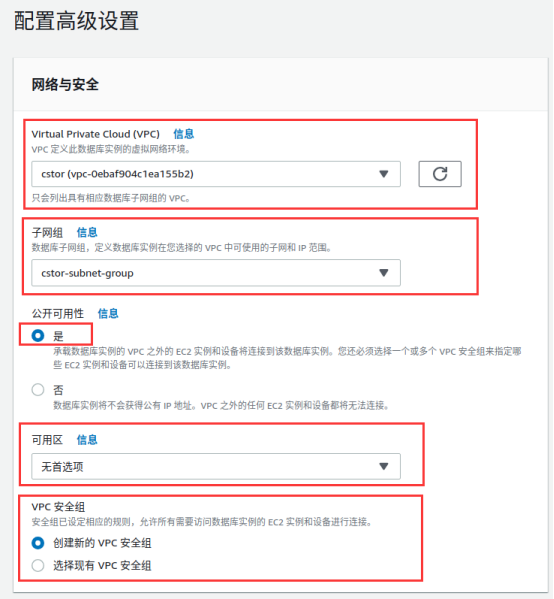 配置高级设置
网络与安全
Virtual Private Cloud (VPC) 信息
VPC 定义此数据库实例的虚拟网络环境。
cstor (vpc-0ebaf904c1ea155b2)
只会列出具有相应数据库子网组的 VPC。
子网组 信息
数据库子网组，定义数据库实例在您选择的 VPC 中可使用的子网和 IP 范围。
cstor-subnet-group
公开可用性 信息
是
承载数据库实例的 VPC 之外的 EC2 实例和设备将连接到该数据库实例。您还必须选择一个或多个 VPC 安全组来指定哪
些 EC2 实例和设备可以连接到该数据库实例。
否
数据库实例将不会获得公有 IP 地址。VPC 之外的任何 EC2 实例和设备都将无法连接。
可用区 信息
无首选项
VPC 安全组
安全组已设定相应的规则，允许所有需要访问数据库实例的 EC2 实例和设备进行连接。
创建新的 VPC 安全组
选择现有 VPC 安全组